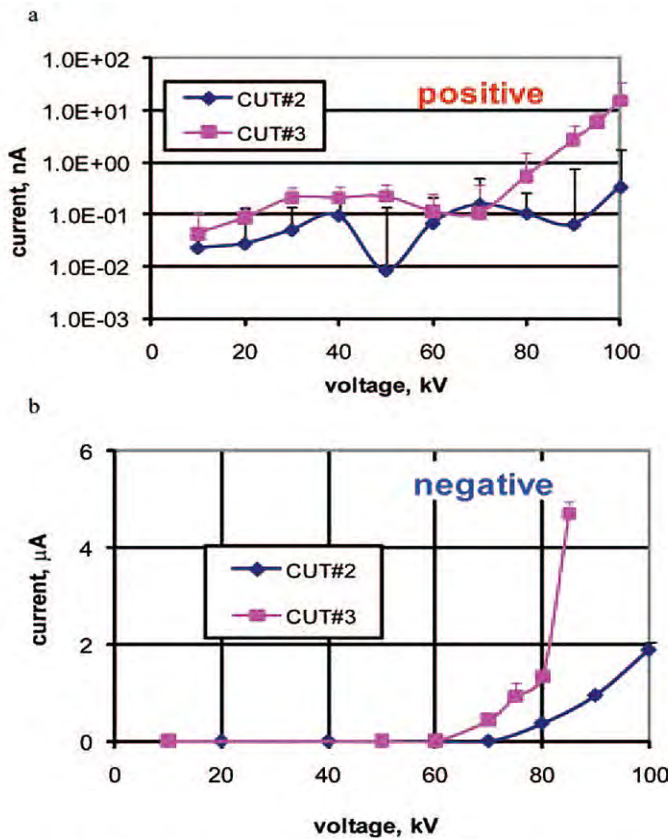 a
1.0E+02
1.0E+01
1.0E+00
1.0E-01
1.0E-02
1.0E-03
current, nA
CUT#2
CUT#3
positive
0 20 40 60 80 100
voltage, kV
b
6
4
2
0
current, µA
negative
CUT#2
CUT#3
0 20 40 60 80 100
voltage, kV